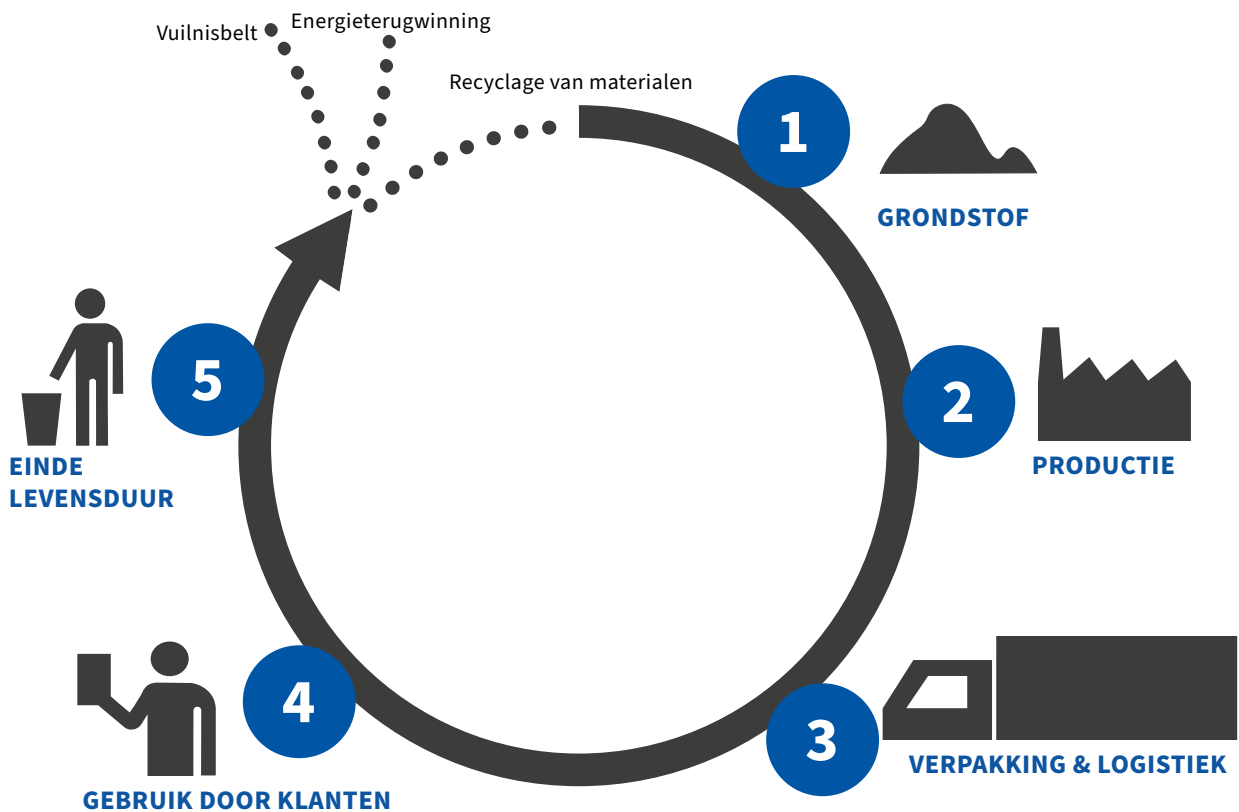 Vuilnisbelt
Energieterugwinning
Recyclage van materialen
1
GRONDSTOF
2
PRODUCTIE
3
VERPAKKING & LOGISTIEK
4
GEBRUIK DOOR KLANTEN
5
EINDE
LEVENSDUUR